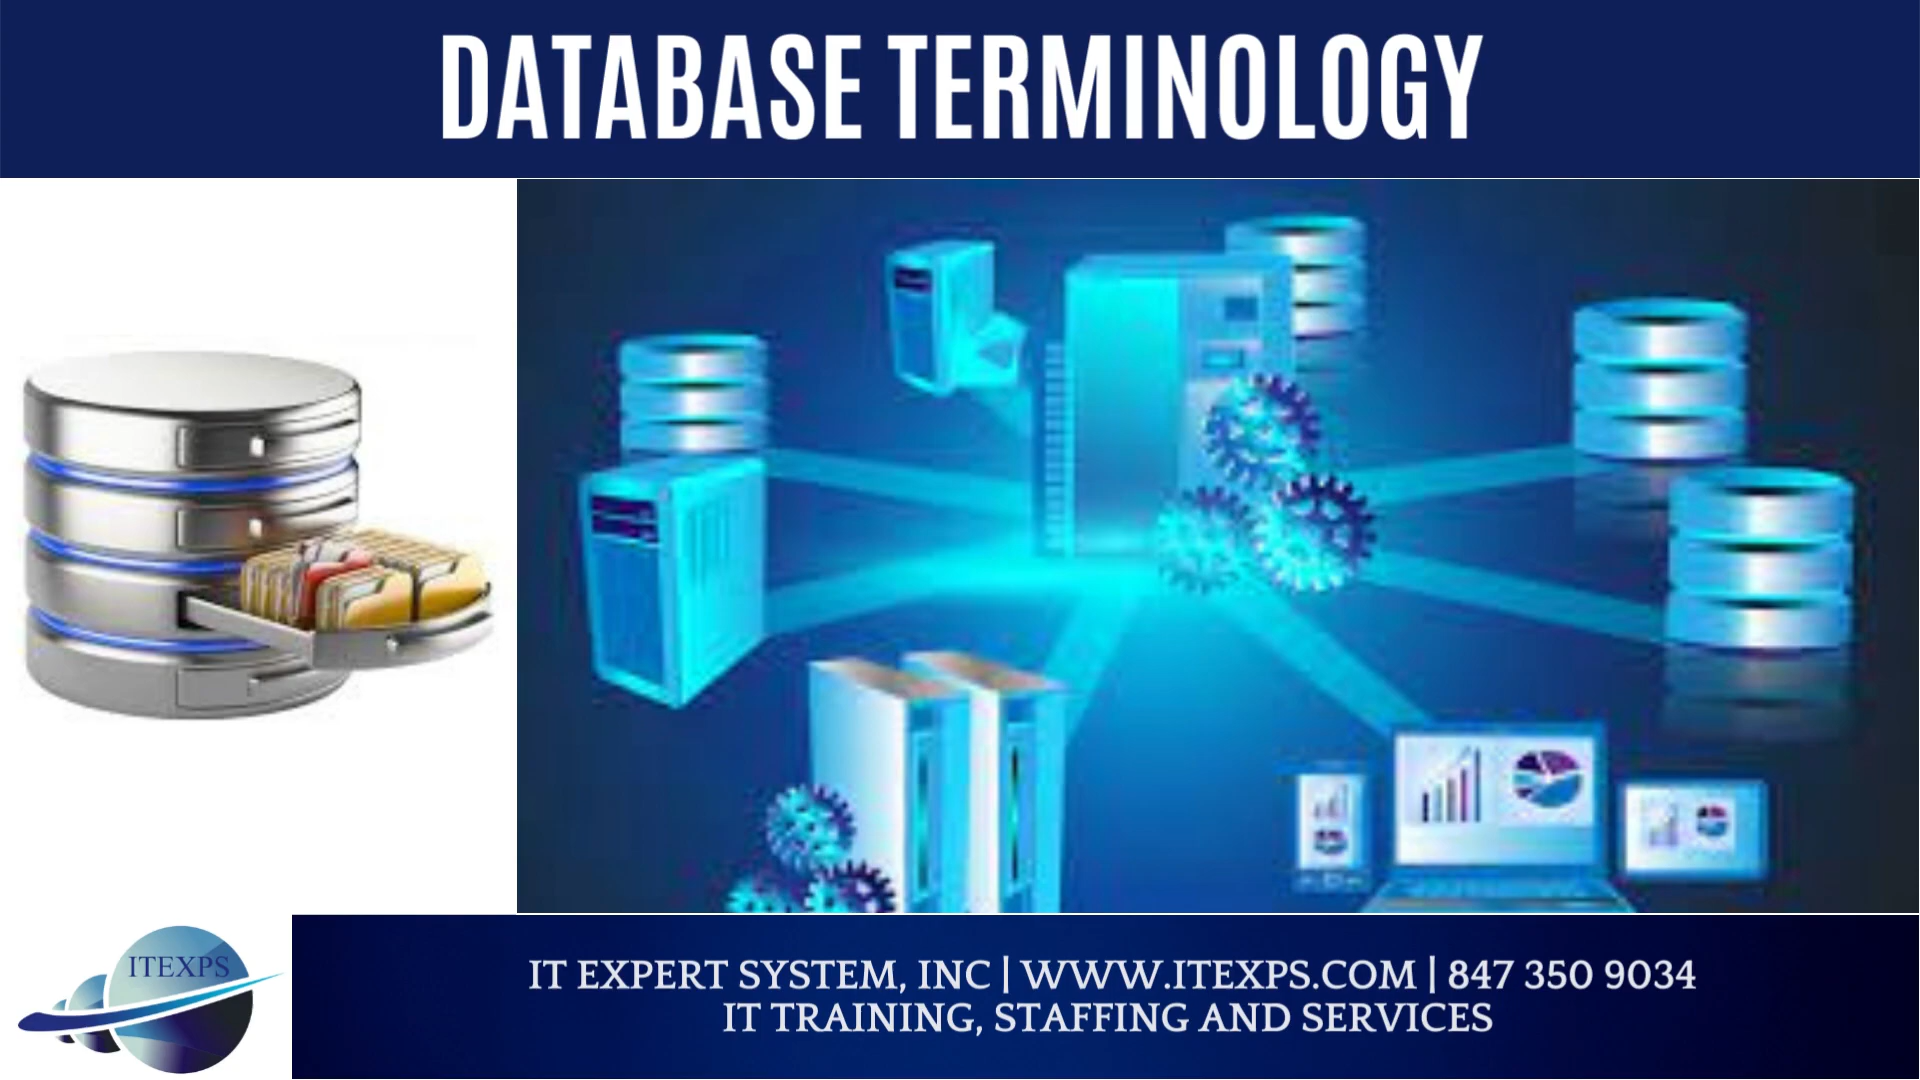 DATABASE TERMINOLOGY
ITEXPS
IT EXPERT SYSTEM, INC | WWW.ITEXPS.COM | 847 350 9034
IT TRAINING, STAFFING AND SERVICES